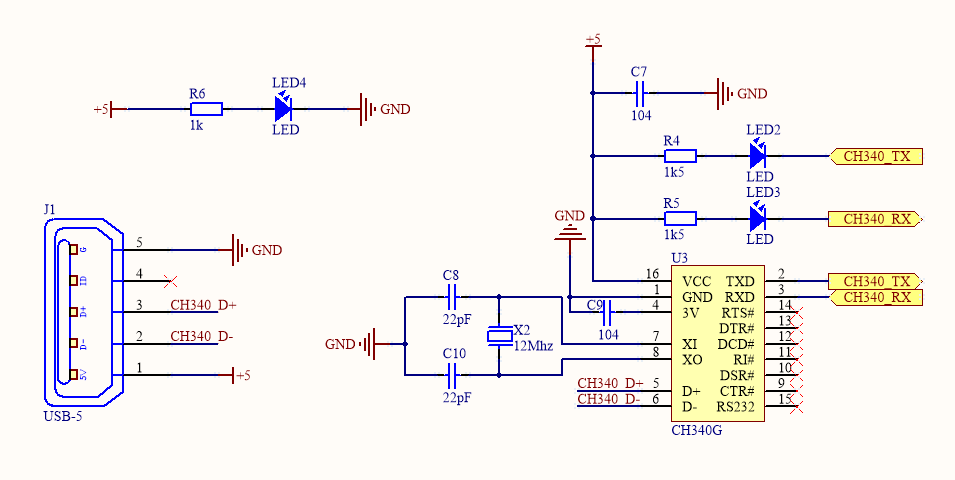 +5
C7
GND
104
LED4
R6
+5
GND
1k
LED
LED2
R4
CH340_TX
1k5
LED
LED3
R5
CH340_RX
1k5
LED
GND
J1
G
5
GND
ID
4
D+
3
CH340_D+
D-
2
CH340_D-
5V
1
+5
USB-5
C8
22pF
X2
12Mhz
GND
C10
22pF
C9
104
U3
16 VCC TXD 2
CH340_TX
1 GND RXD 3
CH340_RX
4 3V RTS# 14
DTR# 13
7 XI DCD# 12
8 XO RI# 11
DSR# 10
CH340_D+
5 D+ CTR# 9
CH340_D-
6 D- RS232 15
CH340G